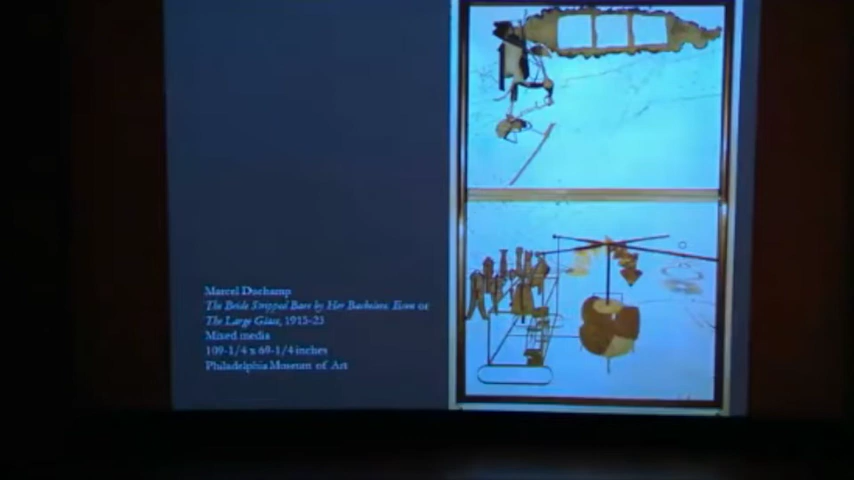 Marcel Duchamp
The Bride Stripped Bare by Her Bachelors Even or
The Large Glass, 1915-23
Mixed media
109-1/4 x 69-1/4 inches
Philadelphia Museum of Art